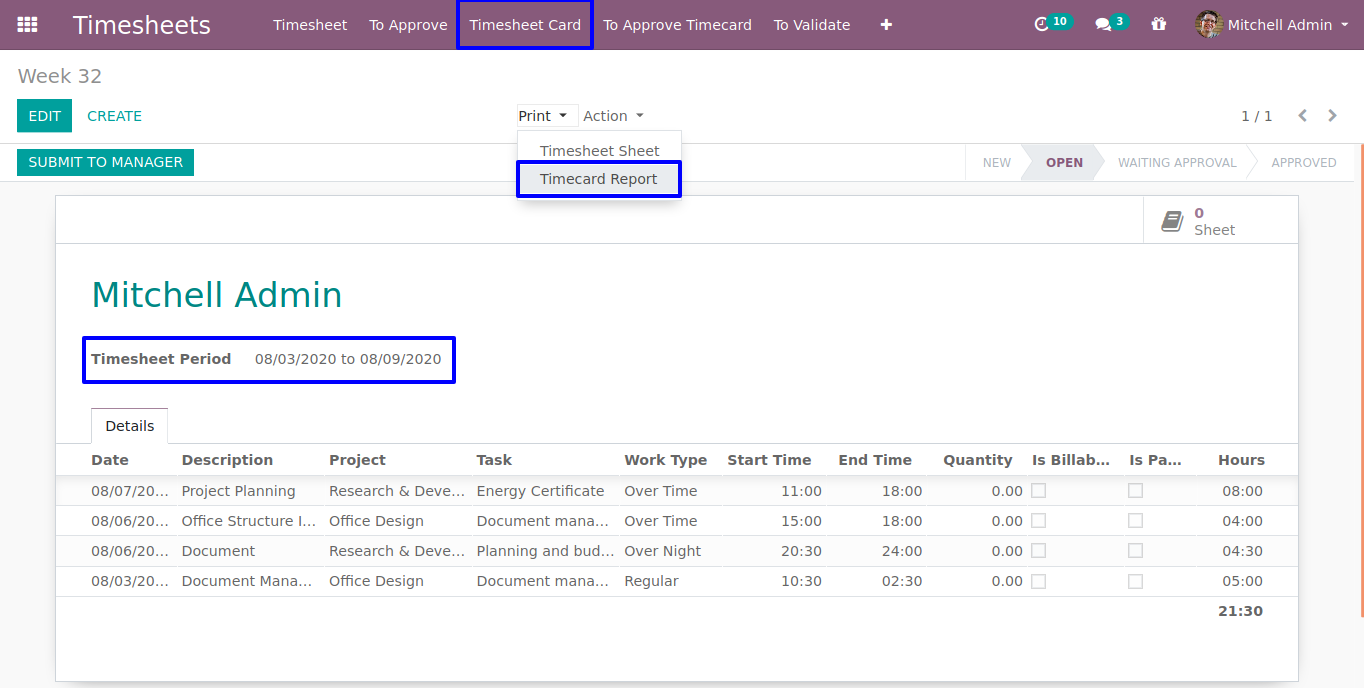 Timesheets Timesheet To Approve Timesheet Card To Approve Timecard To Validate + 10 3 Mitchell Admin
Week 32
EDIT CREATE Print Action 1 / 1
Timesheet Sheet
Timecard Report
SUBMIT TO MANAGER NEW OPEN WAITING APPROVAL APPROVED
0
Sheet
Mitchell Admin
Timesheet Period 08/03/2020 to 08/09/2020
Details
Date Description Project Task Work Type Start Time End Time Quantity Is Billab... Is Pa... Hours
08/07/20... Project Planning Research & Deve... Energy Certificate Over Time 11:00 18:00 0.00 08:00
08/06/20... Office Structure I... Office Design Document mana... Over Time 15:00 18:00 0.00 04:00
08/06/20... Document Research & Deve... Planning and bud... Over Night 20:30 24:00 0.00 04:30
08/03/20... Document Mana... Office Design Document mana... Regular 10:30 02:30 0.00 05:00
21:30